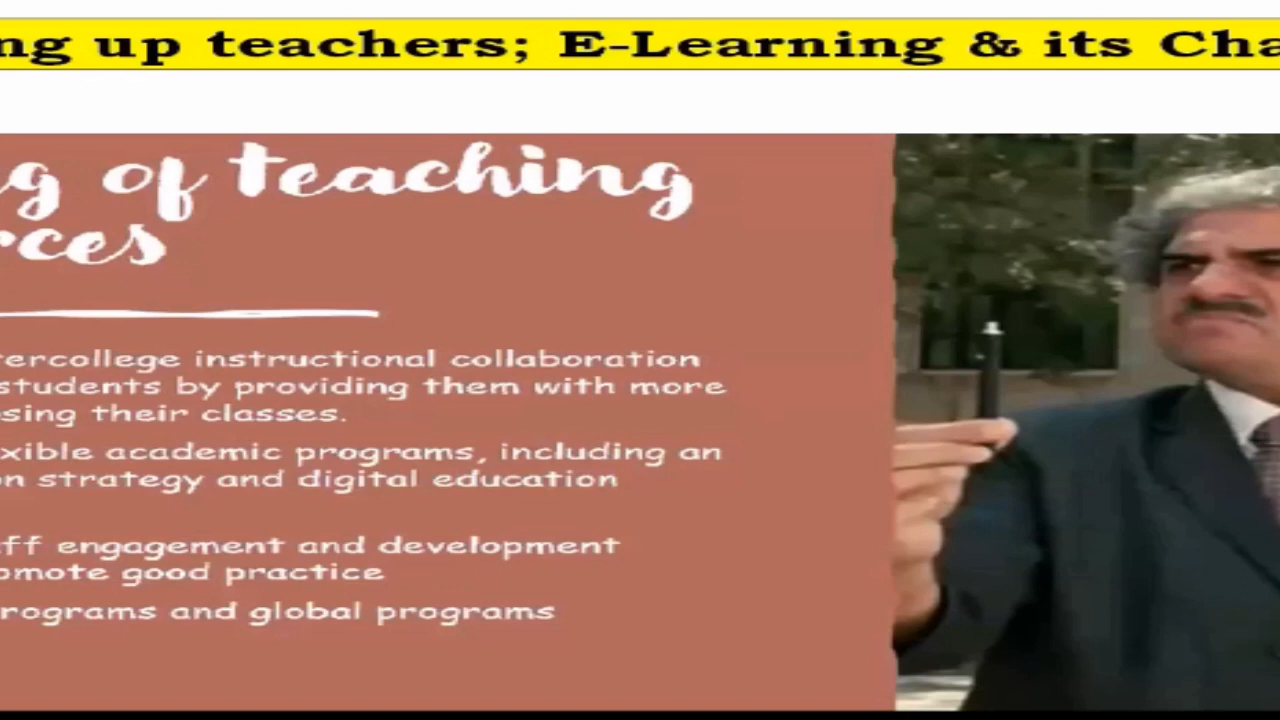 ng up teachers; E-Learning & its Cha
g of teaching
rces
tercollege instructional collaboration
students by providing them with more
sing their classes.
xible academic programs, including an
on strategy and digital education
ff engagement and development
omote good practice
rograms and global programs